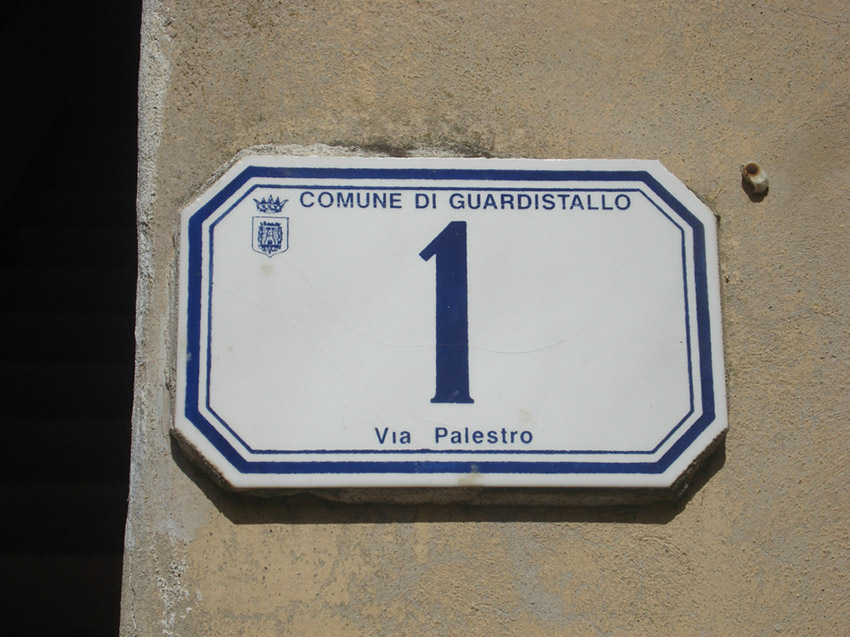 COMUNE DI GUARDISTALLO
1
Via Palestro